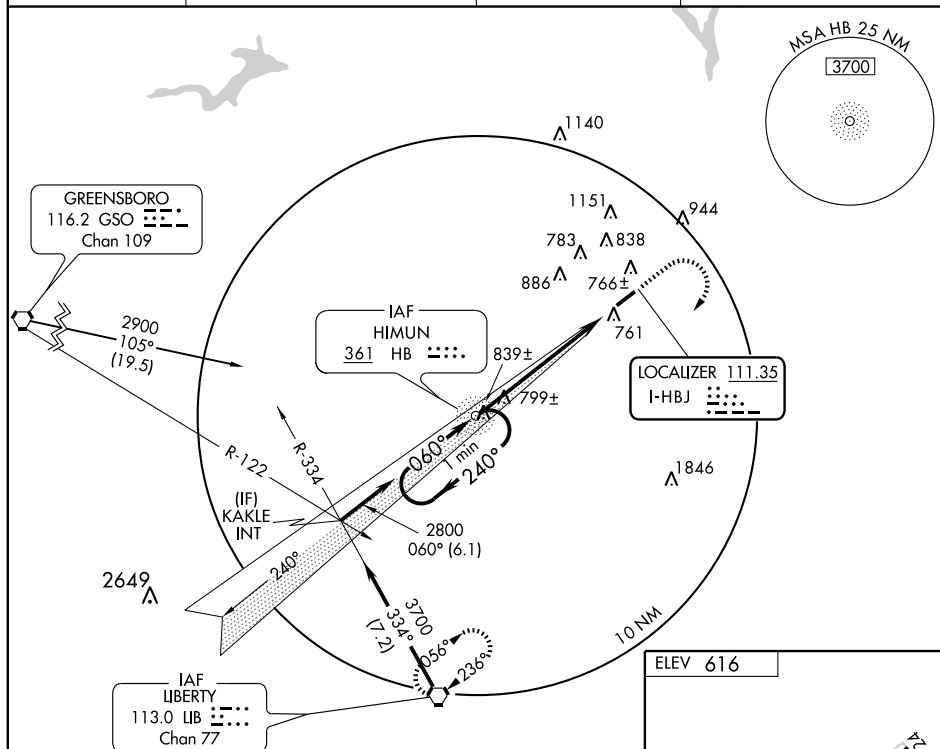 MSA HB 25 NM
3700
1140
GREENSBORO
116.2 GSO
Chan 109
1151
944
783
838
886
766±
2900
105°
(19.5)
IAF
HIMUN
361 HB
839±
761
LOCALIZER 111.35
I-HBJ
799±
R-122
R-334
060°
1 min
240°
1846
(IF)
KAKLE
INT
2800
060° (6.1)
240°
2649
3700
334°
(7.2)
056°
236°
10 NM
IAF
LIBERTY
113.0 LIB
Chan 77
ELEV 616
24